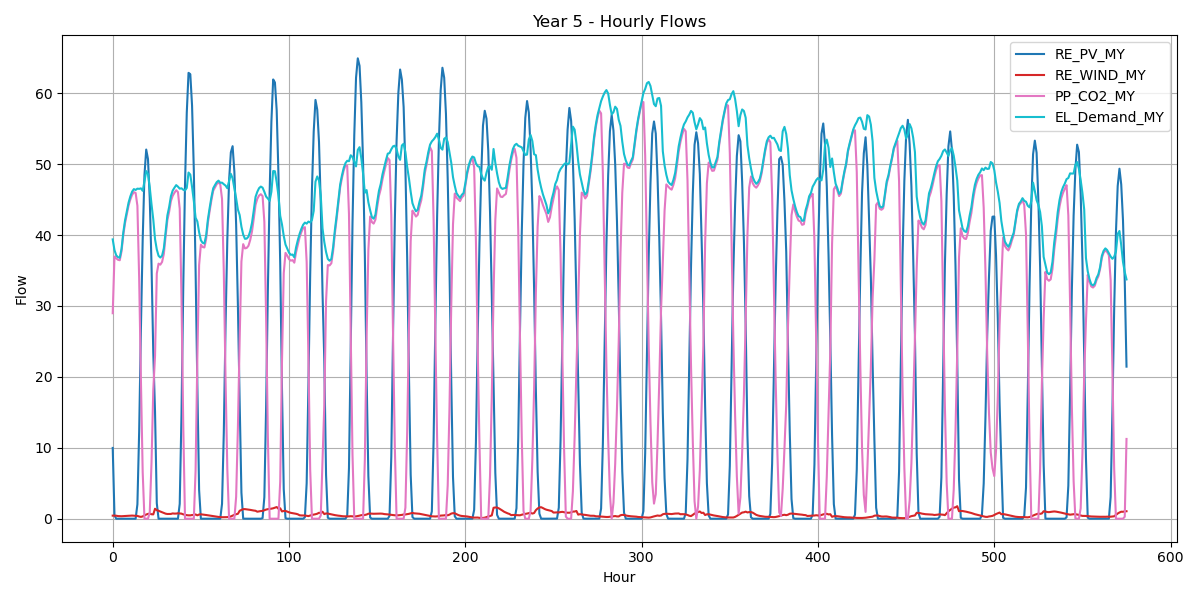 Year 5 - Hourly Flows
RE_PV_MY
RE_WIND_MY
PP_CO2_MY
EL_Demand_MY
Flow
60
50
40
30
20
10
0
0 100 200 300 400 500 600
Hour